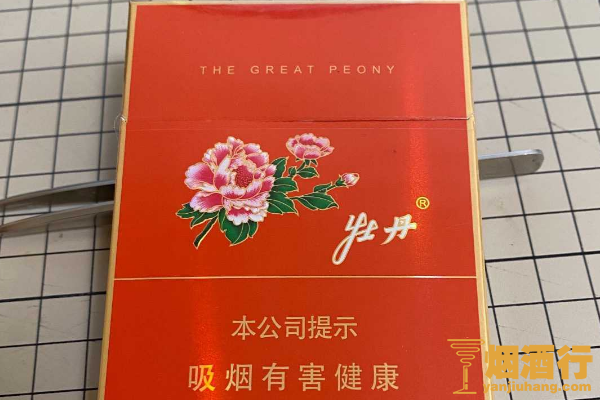 THE GREAT PEONY
牡丹®
本公司提示
吸烟有害健康
烟酒行
yanjiuhang.com